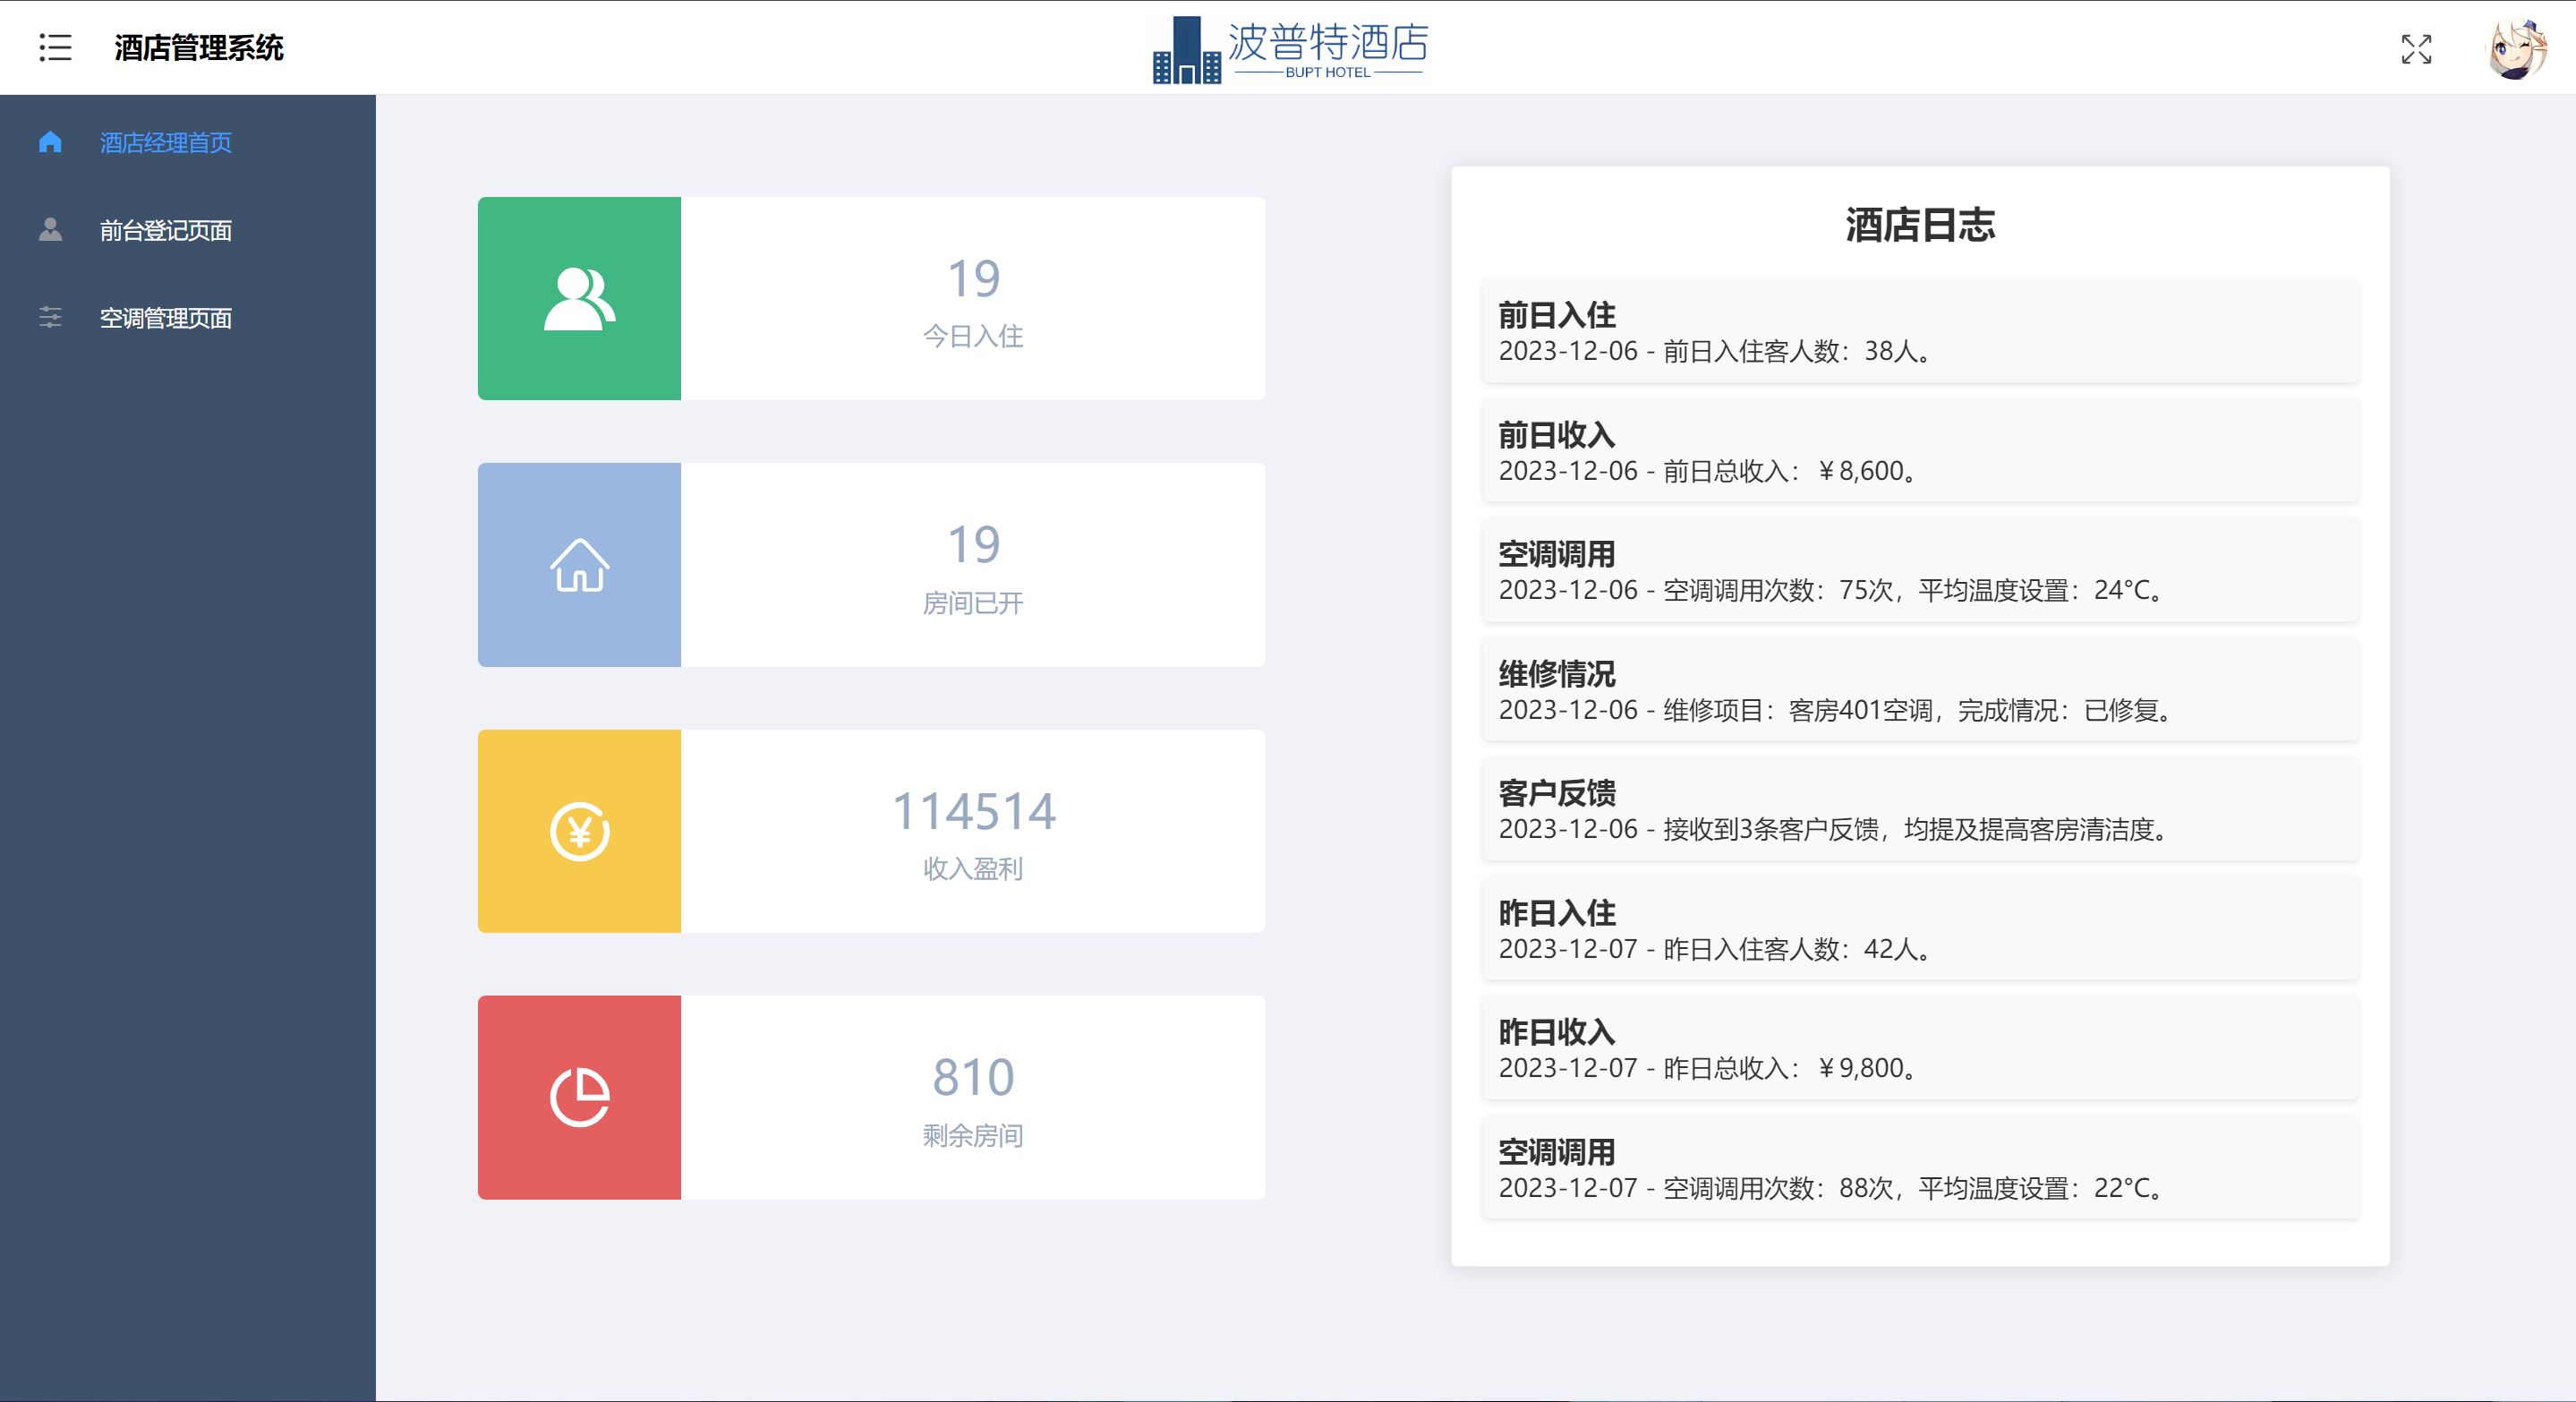 酒店管理系统
波普特酒店
BUPT HOTEL
酒店经理首页
前台登记页面
空调管理页面
19
今日入住
19
房间已开
114514
收入盈利
810
剩余房间
酒店日志
前日入住
2023-12-06 - 前日入住客人数：38人。
前日收入
2023-12-06 - 前日总收入：￥8,600。
空调调用
2023-12-06 - 空调调用次数：75次，平均温度设置：24°C。
维修情况
2023-12-06 - 维修项目：客房401空调，完成情况：已修复。
客户反馈
2023-12-06 - 接收到3条客户反馈，均提及提高客房清洁度。
昨日入住
2023-12-07 - 昨日入住客人数：42人。
昨日收入
2023-12-07 - 昨日总收入：￥9,800。
空调调用
2023-12-07 - 空调调用次数：88次，平均温度设置：22°C。